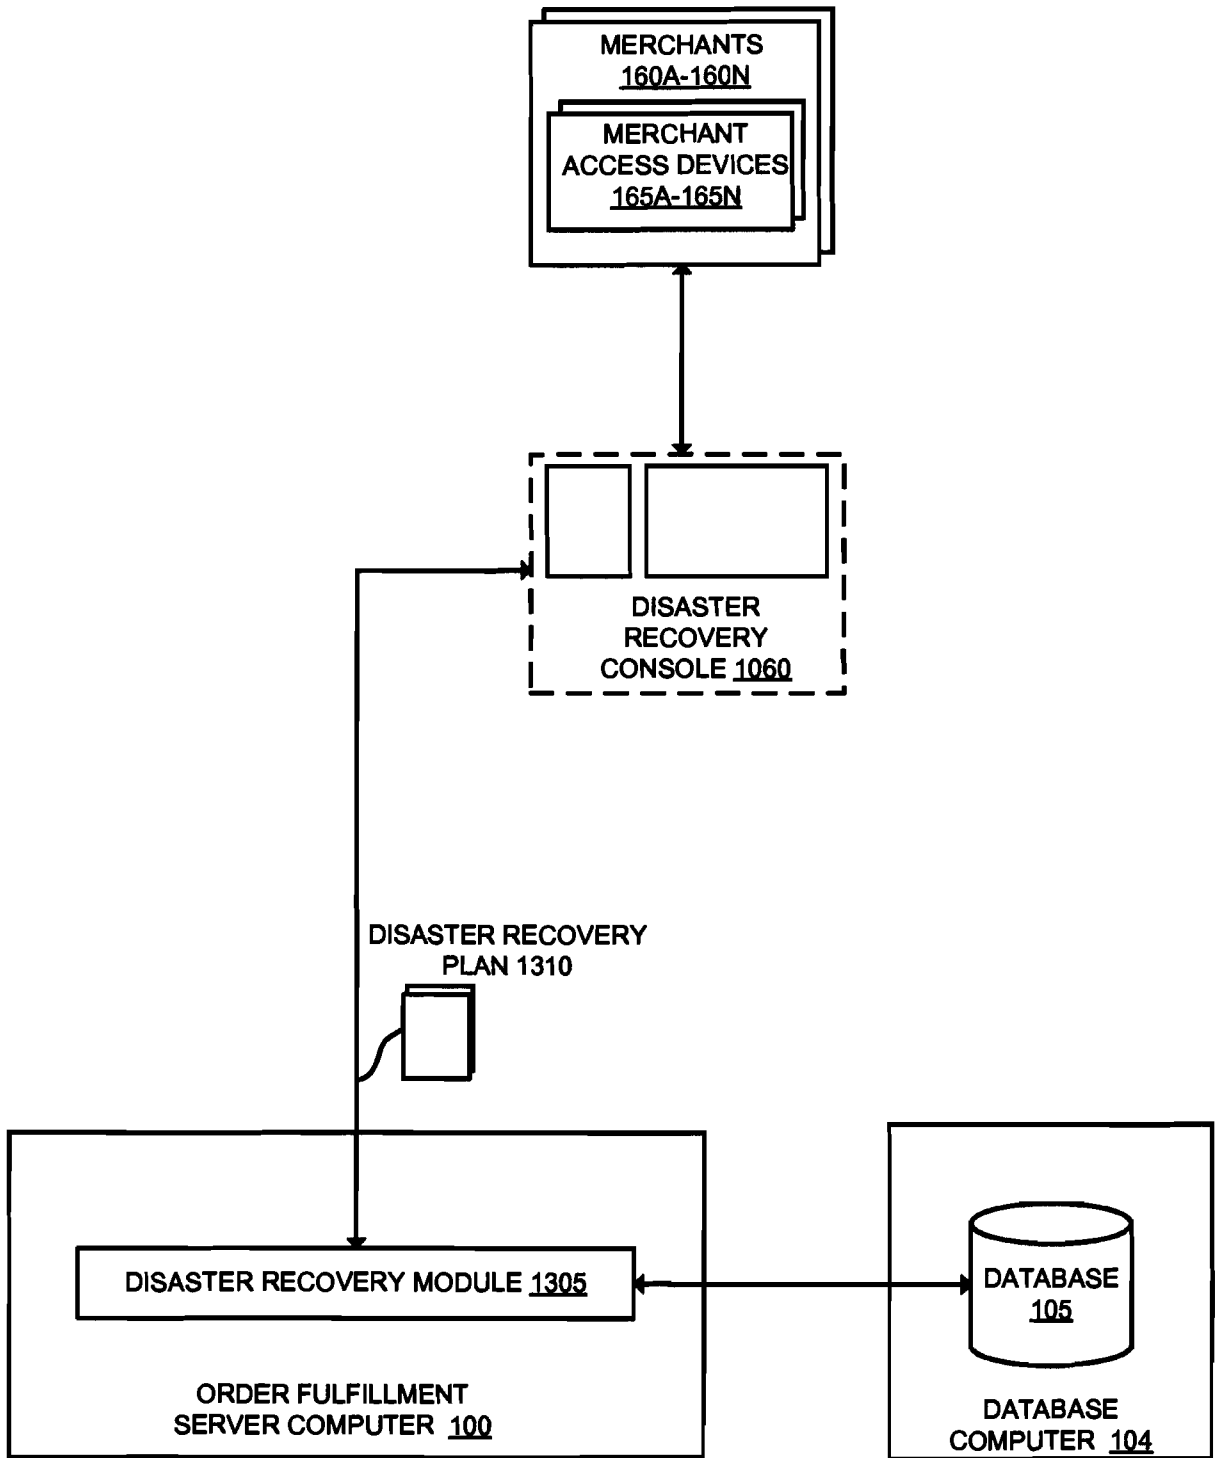 MERCHANTS
160A-160N
MERCHANT
ACCESS DEVICES
165A-165N
DISASTER
RECOVERY
CONSOLE 1060
DISASTER RECOVERY
PLAN 1310
DISASTER RECOVERY MODULE 1305
ORDER FULFILLMENT
SERVER COMPUTER 100
DATABASE
105
DATABASE
COMPUTER 104